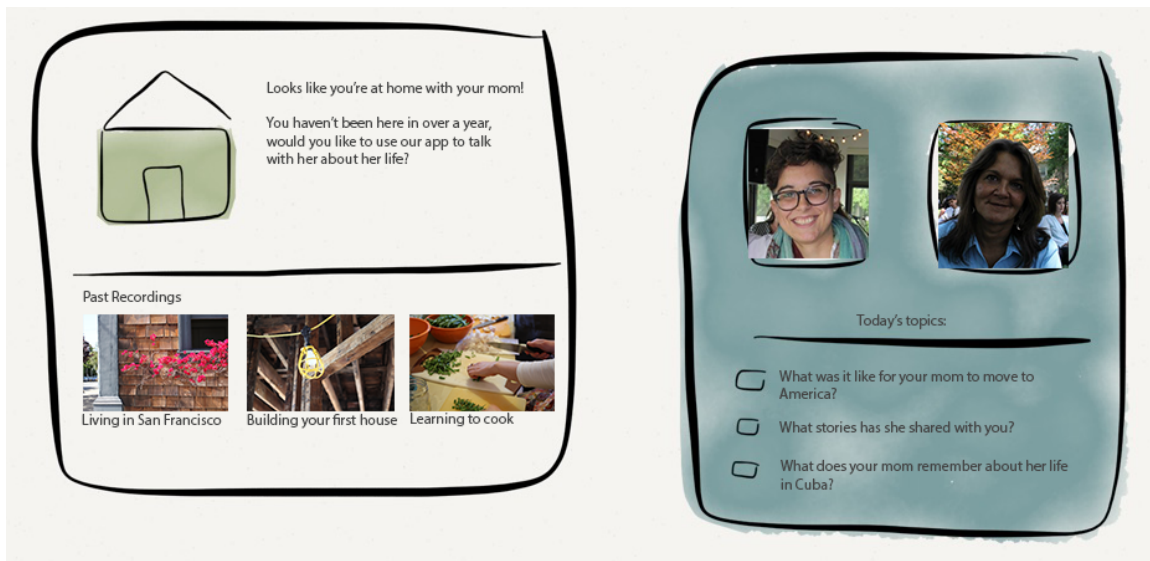 Looks like you're at home with your mom!
You haven't been here in over a year,
would you like to use our app to talk
with her about her life?
Past Recordings
Living in San Francisco
Building your first house
Learning to cook
Today's topics:
What was it like for your mom to move to
America?
What stories has she shared with you?
What does your mom remember about her life
in Cuba?